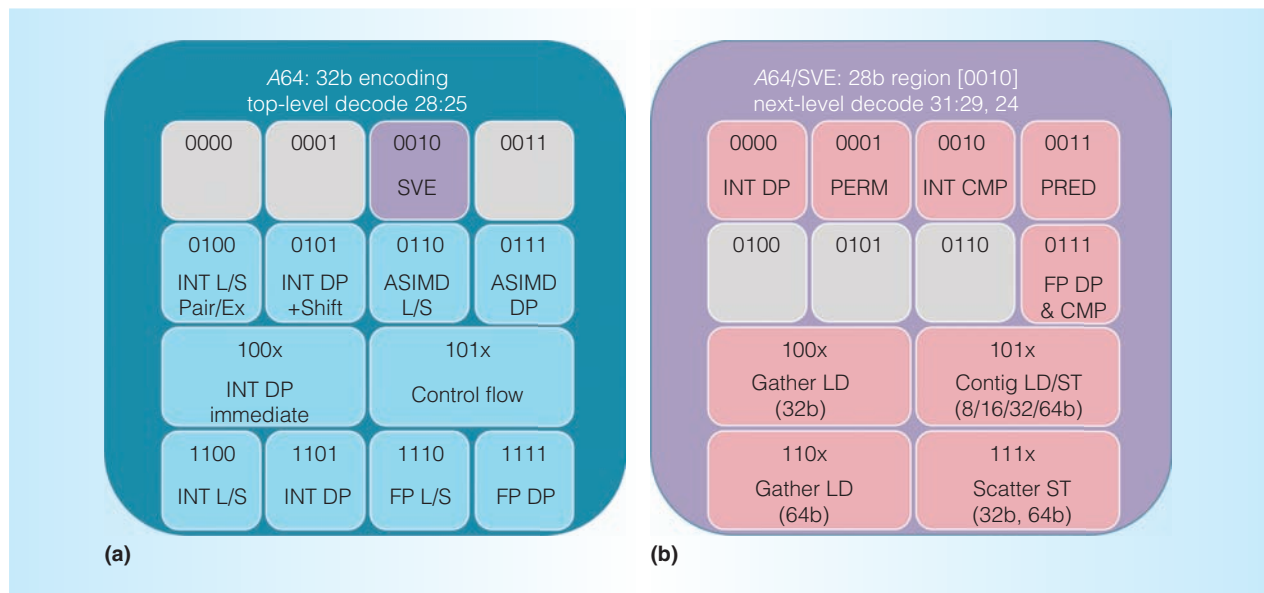 A64: 32b encoding
top-level decode 28:25
0000
0001
0010
SVE
0011
0100
INT L/S
Pair/Ex
0101
INT DP
+Shift
0110
ASIMD
L/S
0111
ASIMD
DP
100x
INT DP
immediate
101x
Control flow
1100
INT L/S
1101
INT DP
1110
FP L/S
1111
FP DP
(a)
A64/SVE: 28b region [0010]
next-level decode 31:29, 24
0000
INT DP
0001
PERM
0010
INT CMP
0011
PRED
0100
0101
0110
0111
FP DP
& CMP
100x
Gather LD
(32b)
101x
Contig LD/ST
(8/16/32/64b)
110x
Gather LD
(64b)
111x
Scatter ST
(32b, 64b)
(b)